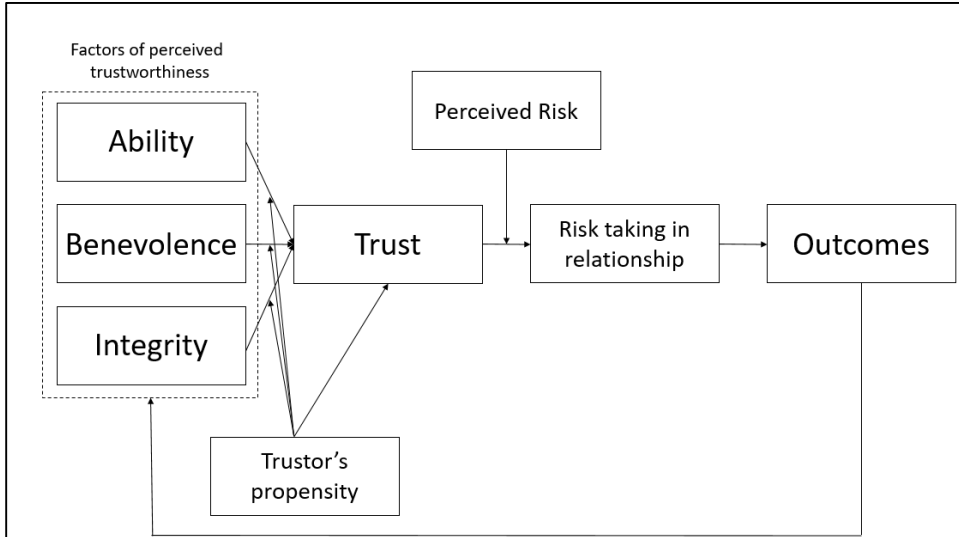 Factors of perceived
trustworthiness
Ability
Benevolence
Integrity
Trustor’s
propensity
Trust
Perceived Risk
Risk taking in
relationship
Outcomes